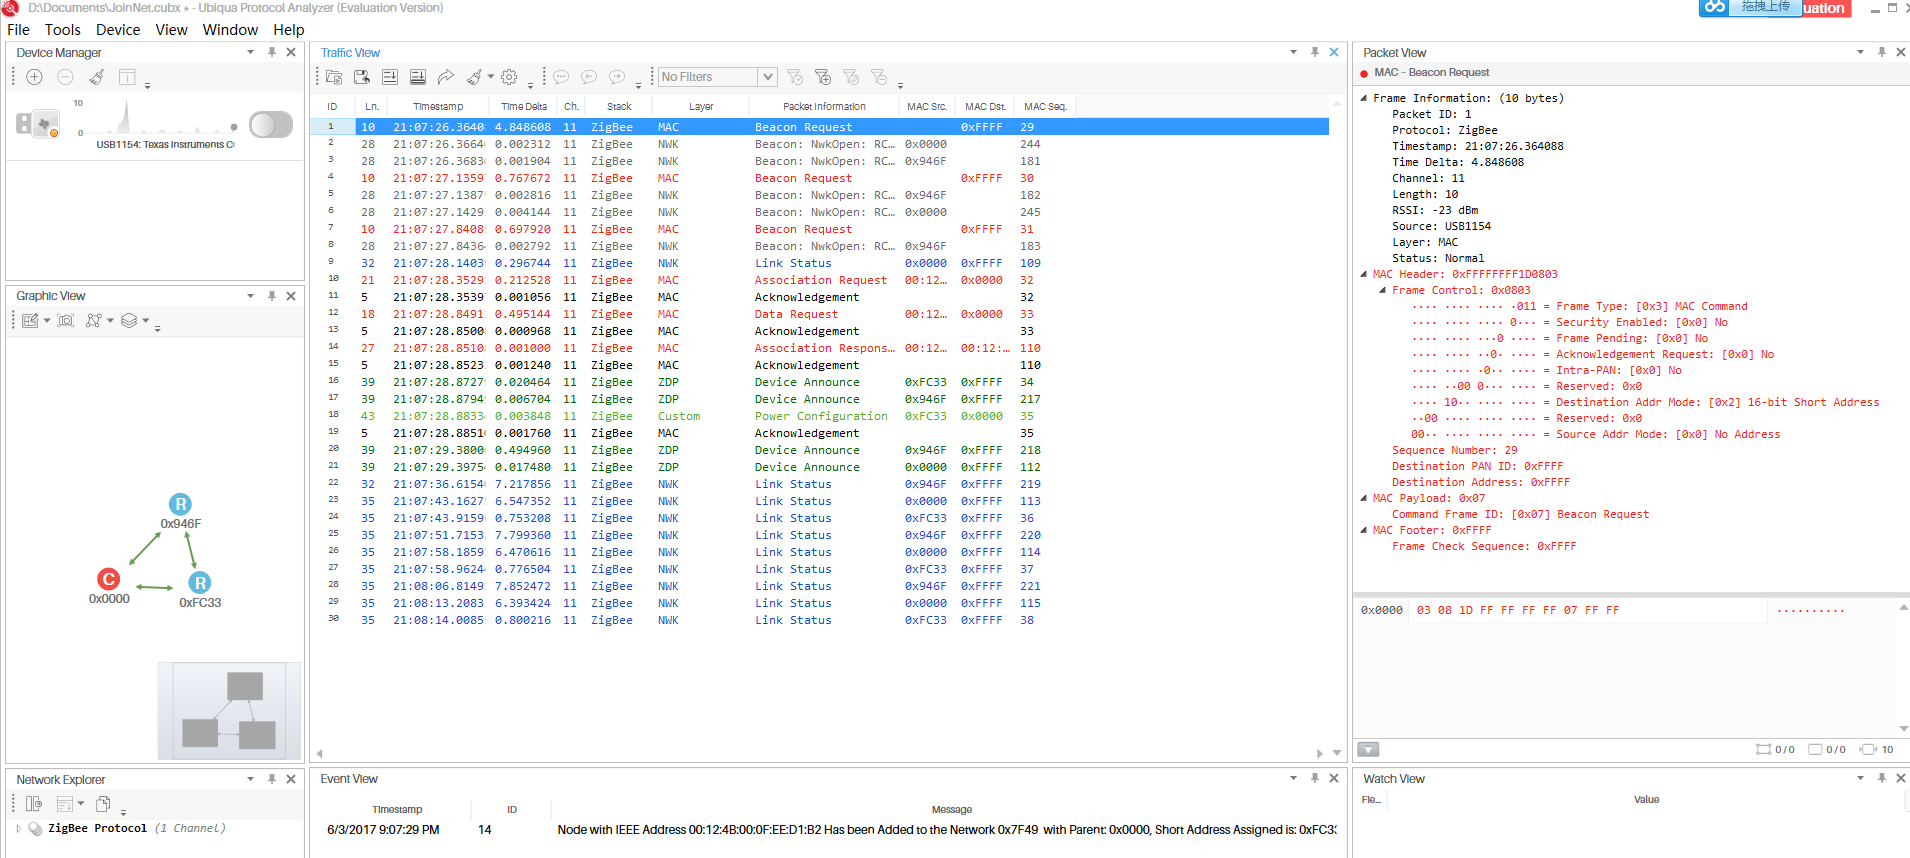 D:\Documents\JoinNet.cubx * - Ubiqua Protocol Analyzer (Evaluation Version)
拖拽上传
uation
File Tools Device View Window Help
Device Manager
10
0
USB1154: Texas Instruments C
Graphic View
R
0x946F
C
0x0000
R
0xFC33
Network Explorer
ZigBee Protocol (1 Channel)
Traffic View
No Filters
ID Ln. Timestamp Time Delta Ch. Stack Layer Packet Information MAC Src. MAC Dst. MAC Seq.
1 10 21:07:26.36408 4.848608 11 ZigBee MAC Beacon Request 0xFFFF 29
2 28 21:07:26.3664 0.002312 11 ZigBee NWK Beacon: NwkOpen: RC… 0x0000 244
3 28 21:07:26.3683 0.001904 11 ZigBee NWK Beacon: NwkOpen: RC… 0x946F 181
4 10 21:07:27.1359 0.767672 11 ZigBee MAC Beacon Request 0xFFFF 30
5 28 21:07:27.1387 0.002816 11 ZigBee NWK Beacon: NwkOpen: RC… 0x946F 182
6 28 21:07:27.1429 0.004144 11 ZigBee NWK Beacon: NwkOpen: RC… 0x0000 245
7 10 21:07:27.8408 0.697920 11 ZigBee MAC Beacon Request 0xFFFF 31
8 28 21:07:27.8436 0.002792 11 ZigBee NWK Beacon: NwkOpen: RC… 0x946F 183
9 32 21:07:28.1403 0.296744 11 ZigBee NWK Link Status 0x0000 0xFFFF 109
10 21 21:07:28.3529 0.212528 11 ZigBee MAC Association Request 00:12… 0x0000 32
11 5 21:07:28.3539 0.001056 11 ZigBee MAC Acknowledgement 32
12 18 21:07:28.8491 0.495144 11 ZigBee MAC Data Request 00:12… 0x0000 33
13 5 21:07:28.8500 0.000968 11 ZigBee MAC Acknowledgement 33
14 27 21:07:28.8510 0.001000 11 ZigBee MAC Association Respons… 00:12… 00:12:… 110
15 5 21:07:28.8523 0.001240 11 ZigBee MAC Acknowledgement 110
16 39 21:07:28.8727 0.020464 11 ZigBee ZDP Device Announce 0xFC33 0xFFFF 34
17 39 21:07:28.8794 0.006704 11 ZigBee ZDP Device Announce 0x946F 0xFFFF 217
18 43 21:07:28.8833 0.003848 11 ZigBee Custom Power Configuration 0xFC33 0x0000 35
19 5 21:07:28.8851 0.001760 11 ZigBee MAC Acknowledgement 35
20 39 21:07:29.3800 0.494960 11 ZigBee ZDP Device Announce 0x946F 0xFFFF 218
21 39 21:07:29.3975 0.017480 11 ZigBee ZDP Device Announce 0x0000 0xFFFF 112
22 32 21:07:36.6154 7.217856 11 ZigBee NWK Link Status 0x946F 0xFFFF 219
23 35 21:07:43.1627 6.547352 11 ZigBee NWK Link Status 0x0000 0xFFFF 113
24 35 21:07:43.9159 0.753208 11 ZigBee NWK Link Status 0xFC33 0xFFFF 36
25 35 21:07:51.7153 7.799360 11 ZigBee NWK Link Status 0x946F 0xFFFF 220
26 35 21:07:58.1859 6.470616 11 ZigBee NWK Link Status 0x0000 0xFFFF 114
27 35 21:07:58.9624 0.776504 11 ZigBee NWK Link Status 0xFC33 0xFFFF 37
28 35 21:08:06.8149 7.852472 11 ZigBee NWK Link Status 0x946F 0xFFFF 221
29 35 21:08:13.2083 6.393424 11 ZigBee NWK Link Status 0x0000 0xFFFF 115
30 35 21:08:14.0085 0.800216 11 ZigBee NWK Link Status 0xFC33 0xFFFF 38
Event View
Timestamp ID Message
6/3/2017 9:07:29 PM 14 Node with IEEE Address 00:12:4B:00:0F:EE:D1:B2 Has been Added to the Network 0x7F49 with Parent: 0x0000, Short Address Assigned is: 0xFC33
Packet View
MAC - Beacon Request
Frame Information: (10 bytes)
Packet ID: 1
Protocol: ZigBee
Timestamp: 21:07:26.364088
Time Delta: 4.848608
Channel: 11
Length: 10
RSSI: -23 dBm
Source: USB1154
Layer: MAC
Status: Normal
MAC Header: 0xFFFFFFFF1D0803
Frame Control: 0x0803
···· ···· ···· ·011 = Frame Type: [0x3] MAC Command
···· ···· ···· 0··· = Security Enabled: [0x0] No
···· ···· ···0 ···· = Frame Pending: [0x0] No
···· ···· ··0· ···· = Acknowledgement Request: [0x0] No
···· ···· ·0·· ···· = Intra-PAN: [0x0] No
···· ··00 0··· ···· = Reserved: 0x0
···· 10·· ···· ···· = Destination Addr Mode: [0x2] 16-bit Short Address
··00 ···· ···· ···· = Reserved: 0x0
00·· ···· ···· ···· = Source Addr Mode: [0x0] No Address
Sequence Number: 29
Destination PAN ID: 0xFFFF
Destination Address: 0xFFFF
MAC Payload: 0x07
Command Frame ID: [0x07] Beacon Request
MAC Footer: 0xFFFF
Frame Check Sequence: 0xFFFF
0x0000 03 08 1D FF FF FF FF 07 FF FF ··········
0 / 0 0 / 0 10
Watch View
Fie... Value